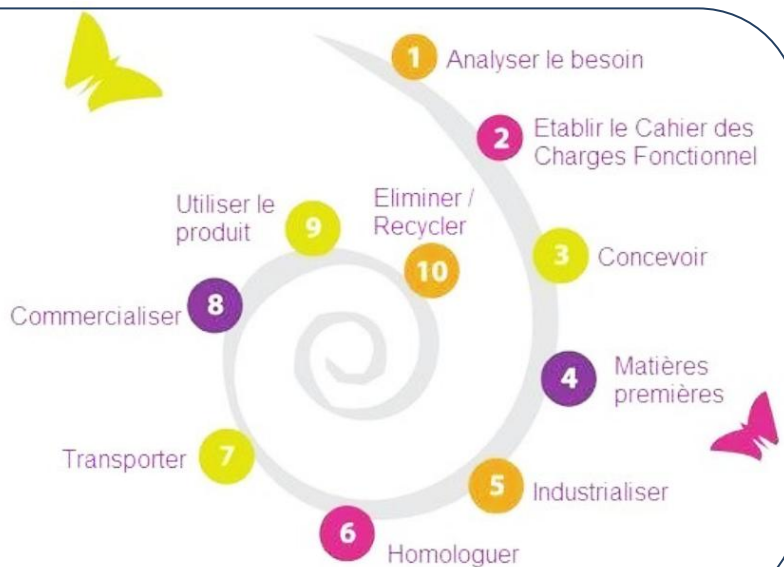 1 Analyser le besoin
2 Etablir le Cahier des
Charges Fonctionnel
3 Concevoir
4 Matières
premières
5 Industrialiser
6 Homologuer
7 Transporter
8 Commercialiser
9 Utiliser le
produit
10 Eliminer /
Recycler